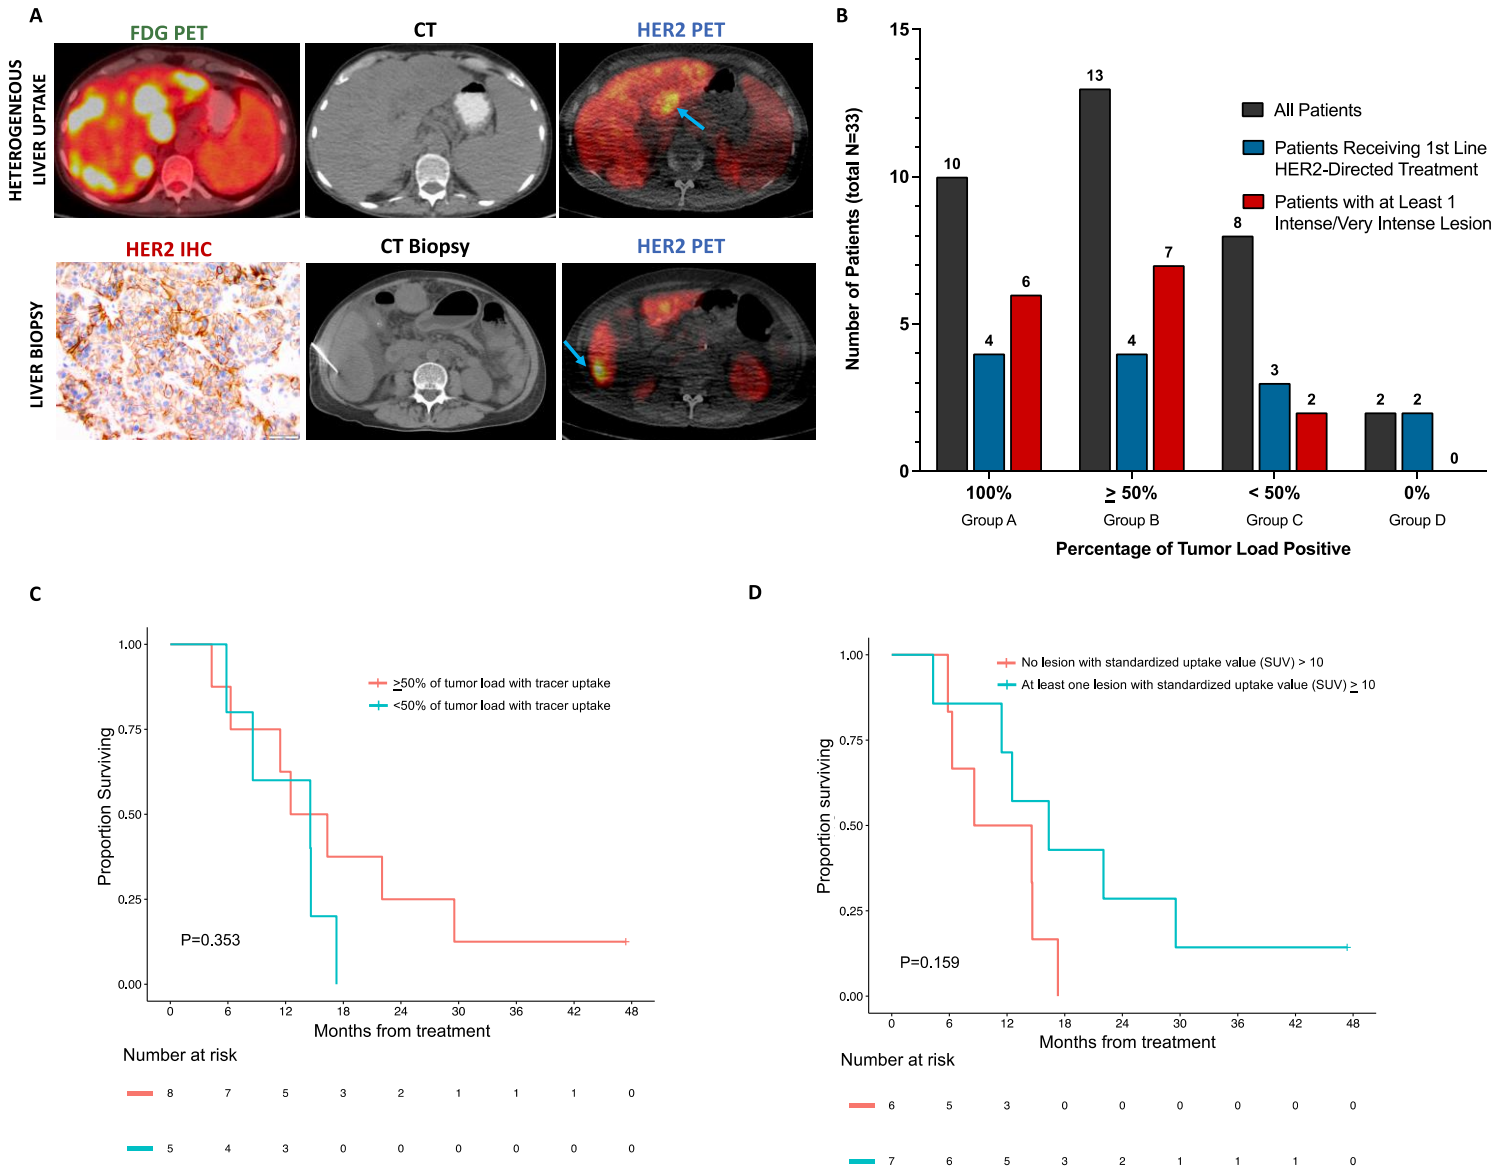 A
FDG PET
CT
HER2 PET
HETEROGENEOUS
LIVER UPTAKE
HER2 IHC
CT Biopsy
HER2 PET
LIVER BIOPSY
B
Number of Patients (total N=33)
15
10
5
0
10
4
6
13
4
7
8
3
2
2
2
0
All Patients
Patients Receiving 1st Line
HER2-Directed Treatment
Patients with at Least 1
Intense/Very Intense Lesion
100%
≥ 50%
< 50%
0%
Group A
Group B
Group C
Group D
Percentage of Tumor Load Positive
C
Proportion Surviving
1.00
0.75
0.50
0.25
0.00
≥50% of tumor load with tracer uptake
<50% of tumor load with tracer uptake
P=0.353
0 6 12 18 24 30 36 42 48
Months from treatment
Number at risk
8 7 5 3 2 1 1 1 0
5 4 3 0 0 0 0 0 0
D
Proportion surviving
1.00
0.75
0.50
0.25
0.00
No lesion with standardized uptake value (SUV) > 10
At least one lesion with standardized uptake value (SUV) ≥ 10
P=0.159
0 6 12 18 24 30 36 42 48
Months from treatment
Number at risk
6 5 3 0 0 0 0 0 0
7 6 5 3 2 1 1 1 0